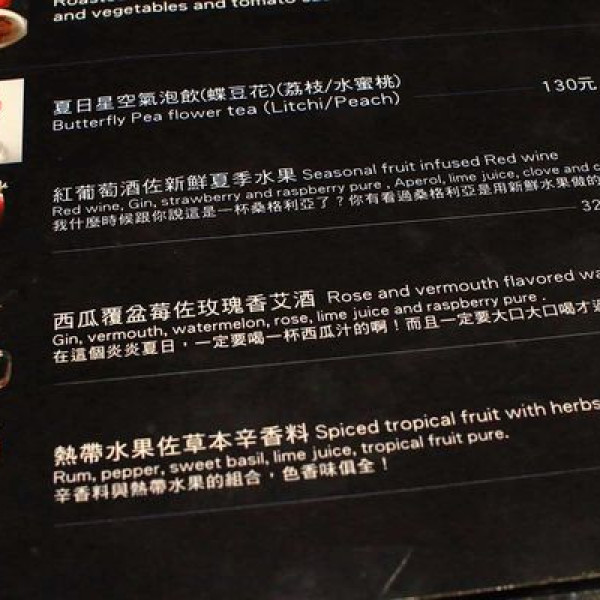 and vegetables and tomato
夏日星空氣泡飲(蝶豆花)(荔枝/水蜜桃)
130元
Butterfly Pea flower tea (Litchi/Peach)
紅葡萄酒佐新鮮夏季水果 Seasonal fruit infused Red wine
Red wine, Gin, strawberry and raspberry pure , Aperol, lime juice, clove and
我什麼時候跟你說這是一杯桑格利亞了？你有看過桑格利亞是用新鮮水果做的
32
西瓜覆盆莓佐玫瑰香艾酒 Rose and vermouth flavored
Gin, vermouth, watermelon, rose, lime juice and raspberry pure .
在這個炎炎夏日，一定要喝一杯西瓜汁的啊！而且一定要大口大口喝才
熱帶水果佐草本辛香料 Spiced tropical fruit with herbs
Rum, pepper, sweet basil, lime juice, tropical fruit pure.
辛香料與熱帶水果的組合，色香味俱全！